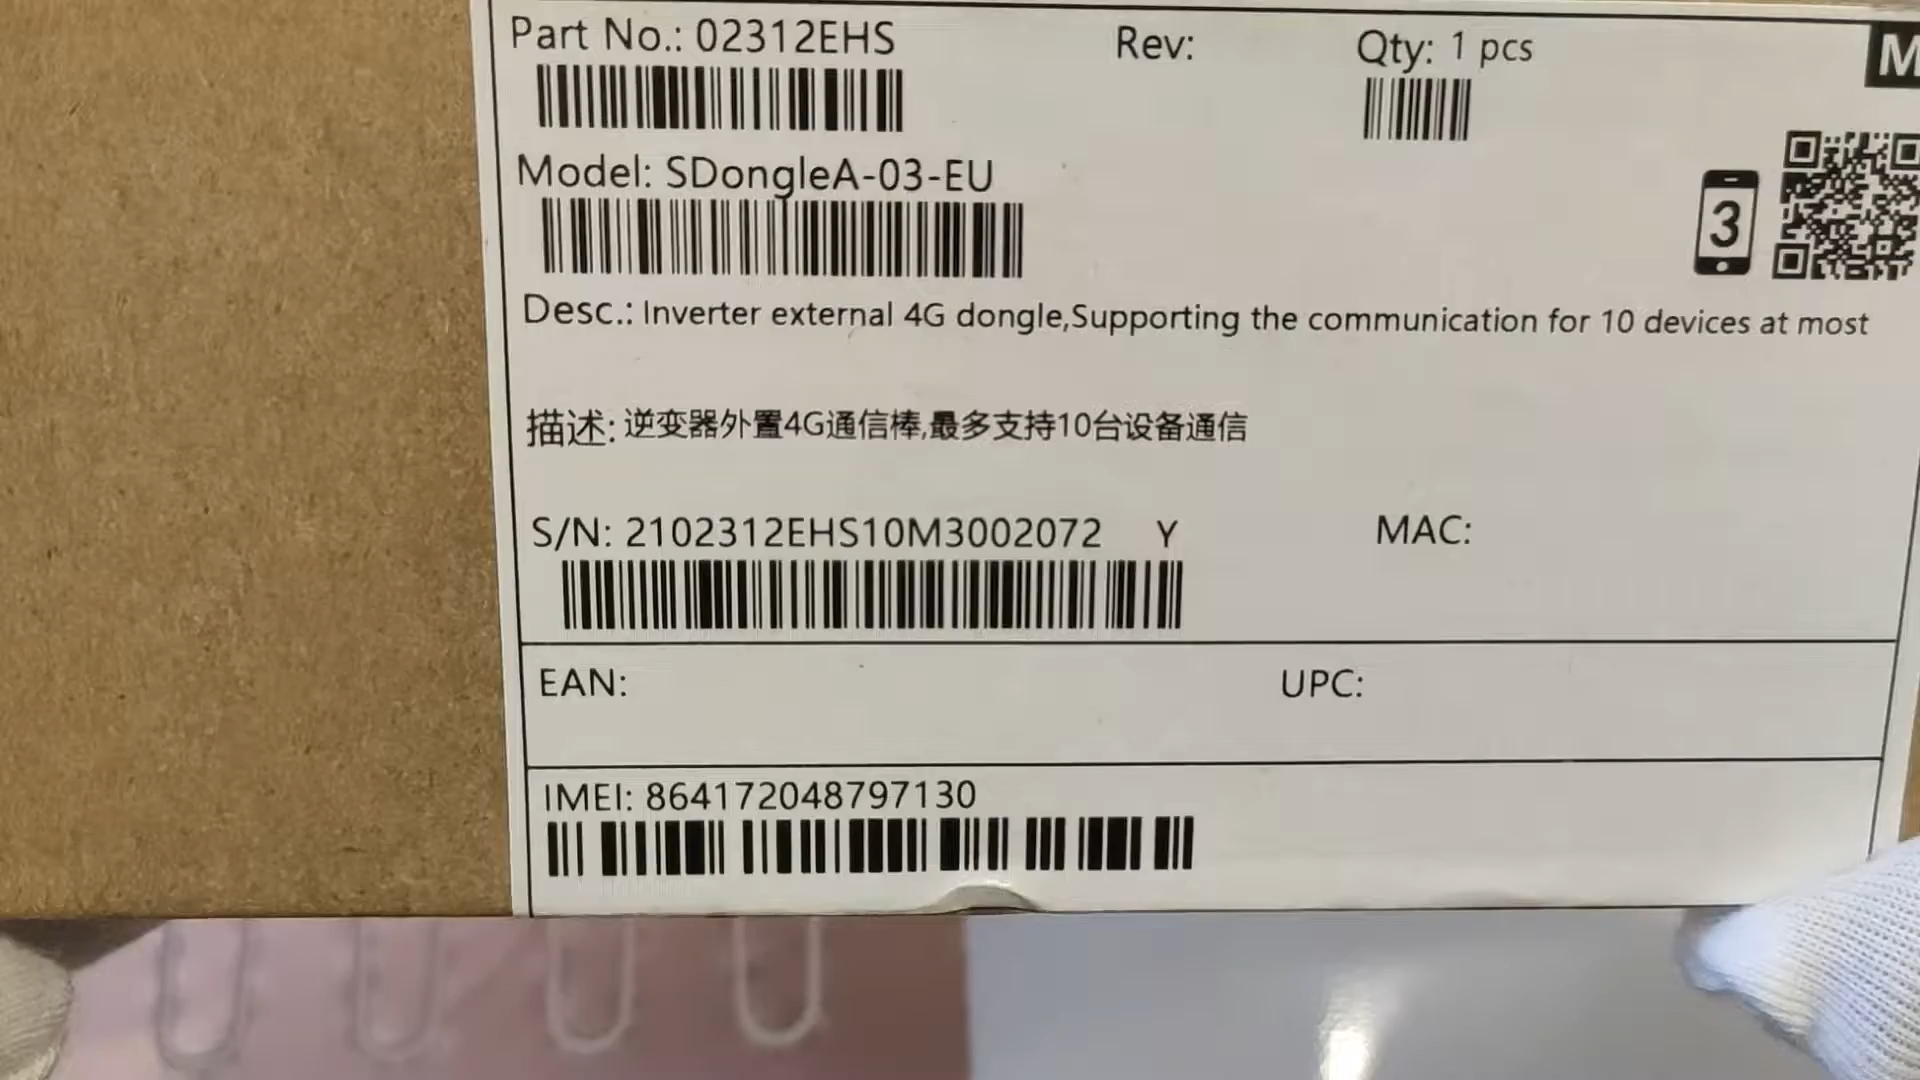 Part No.: 02312EHS Rev: Qty: 1 pcs
M
Model: SDongleA-03-EU
3
Desc.: Inverter external 4G dongle,Supporting the communication for 10 devices at most
描述: 逆变器外置4G通信棒,最多支持10台设备通信
S/N: 2102312EHS10M3002072 Y MAC:
EAN: UPC:
IMEI: 864172048797130